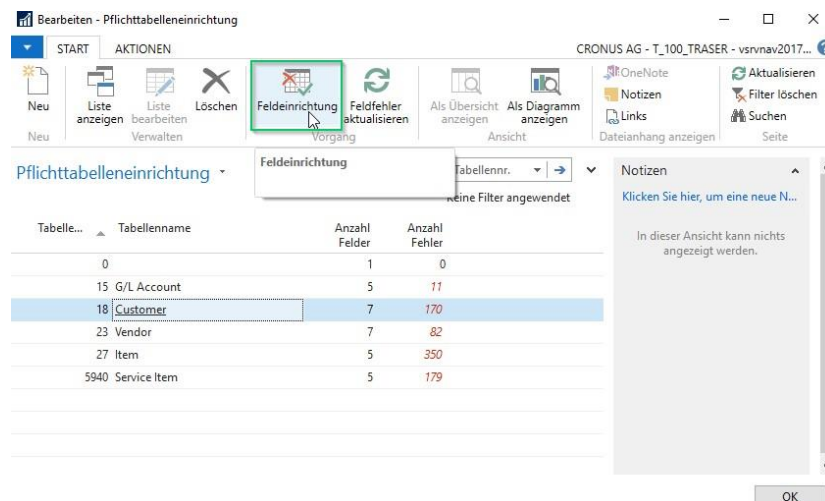 Bearbeiten - Pflichttabelleneinrichtung
START AKTIONEN CRONUS AG - T_100_TRASER - vsrvnav2017...
Neu
Liste anzeigen
Liste bearbeiten
Löschen
Feldeinrichtung
Feldfehler aktualisieren
Als Übersicht anzeigen
Als Diagramm anzeigen
OneNote
Notizen
Links
Aktualisieren
Filter löschen
Suchen
Neu Verwalten Vorgang Ansicht Dateianhang anzeigen Seite
Feldeinrichtung
Pflichttabelleneinrichtung
Tabellennr.
Keine Filter angewendet
Tabelle... Tabellenname Anzahl Felder Anzahl Fehler
0 1 0
15 G/L Account 5 11
18 Customer 7 170
23 Vendor 7 82
27 Item 5 350
5940 Service Item 5 179
Notizen
Klicken Sie hier, um eine neue N...
In dieser Ansicht kann nichts
angezeigt werden.
OK